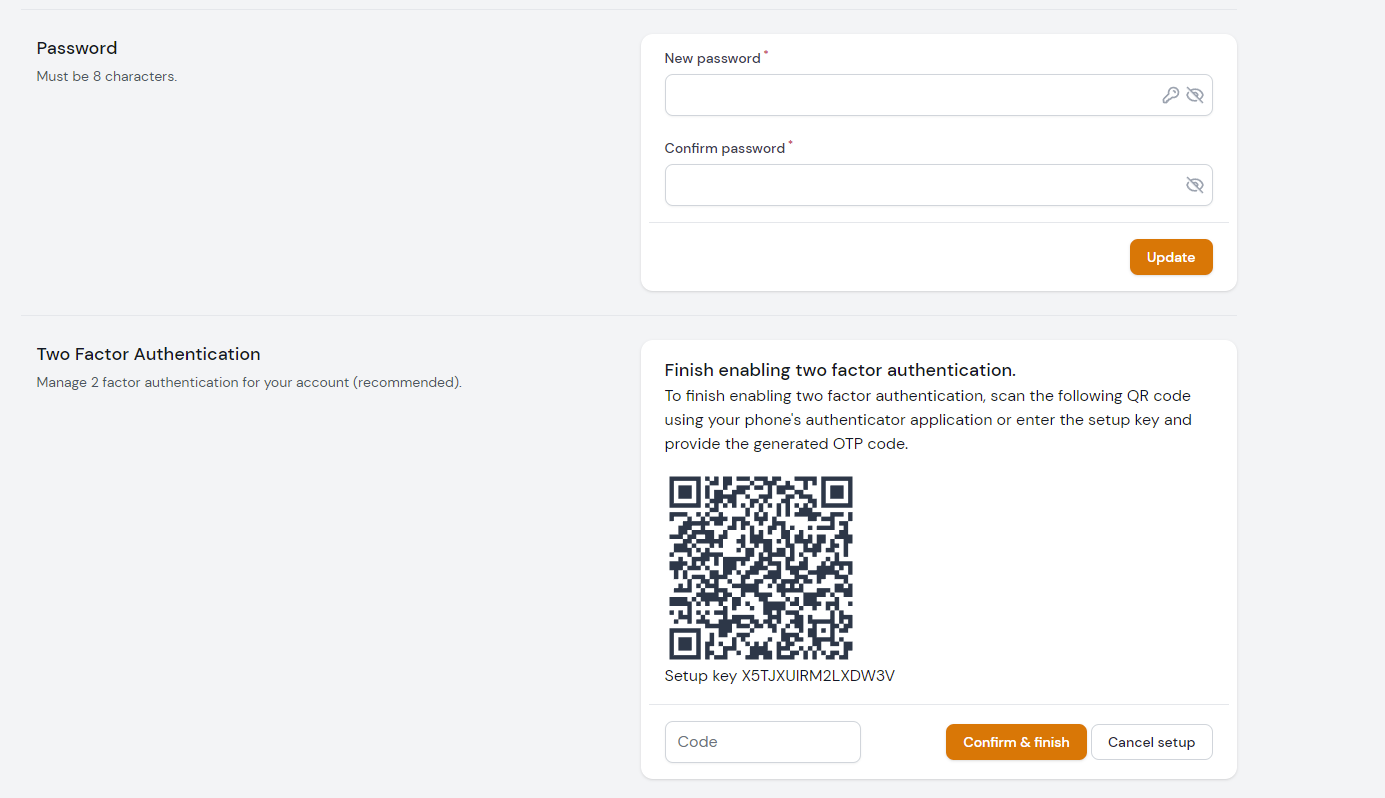 Password
Must be 8 characters.
New password *
Confirm password *
Update
Two Factor Authentication
Manage 2 factor authentication for your account (recommended).
Finish enabling two factor authentication.
To finish enabling two factor authentication, scan the following QR code
using your phone's authenticator application or enter the setup key and
provide the generated OTP code.
Setup key X5TJXUIRM2LXDW3V
Code
Confirm & finish
Cancel setup